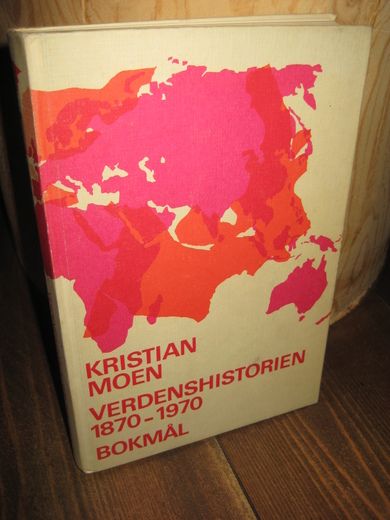 KRISTIAN
MOEN
VERDENSHISTORIEN
1870-1970
BOKMÅL